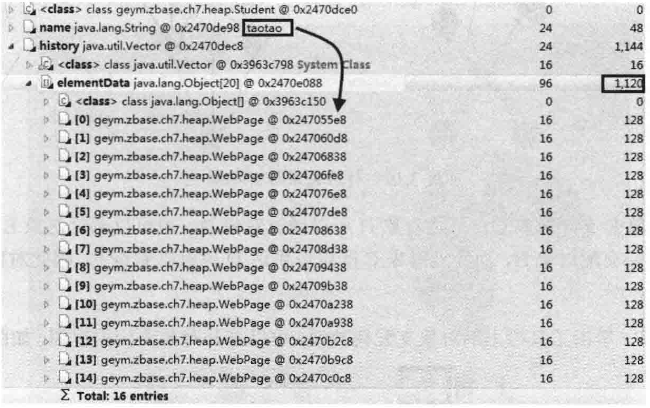 <class> class geym.zbase.ch7.heap.Student @ 0x2470dce0 0 0
name java.lang.String @ 0x2470de98 taotao 24 48
history java.util.Vector @ 0x2470dec8 24 1,144
<class> class java.util.Vector @ 0x3963c798 System Class 16 16
elementData java.lang.Object[20] @ 0x2470e088 96 1,120
<class> class java.lang.Object[] @ 0x3963c150 0 0
[0] geym.zbase.ch7.heap.WebPage @ 0x247055e8 16 128
[1] geym.zbase.ch7.heap.WebPage @ 0x247060d8 16 128
[2] geym.zbase.ch7.heap.WebPage @ 0x24706838 16 128
[3] geym.zbase.ch7.heap.WebPage @ 0x24706fe8 16 128
[4] geym.zbase.ch7.heap.WebPage @ 0x247076e8 16 128
[5] geym.zbase.ch7.heap.WebPage @ 0x24707de8 16 128
[6] geym.zbase.ch7.heap.WebPage @ 0x24708638 16 128
[7] geym.zbase.ch7.heap.WebPage @ 0x24708d38 16 128
[8] geym.zbase.ch7.heap.WebPage @ 0x24709438 16 128
[9] geym.zbase.ch7.heap.WebPage @ 0x24709b38 16 128
[10] geym.zbase.ch7.heap.WebPage @ 0x2470a238 16 128
[11] geym.zbase.ch7.heap.WebPage @ 0x2470a938 16 128
[12] geym.zbase.ch7.heap.WebPage @ 0x2470b2c8 16 128
[13] geym.zbase.ch7.heap.WebPage @ 0x2470b9c8 16 128
[14] geym.zbase.ch7.heap.WebPage @ 0x2470c0c8 16 128
Σ Total: 16 entries